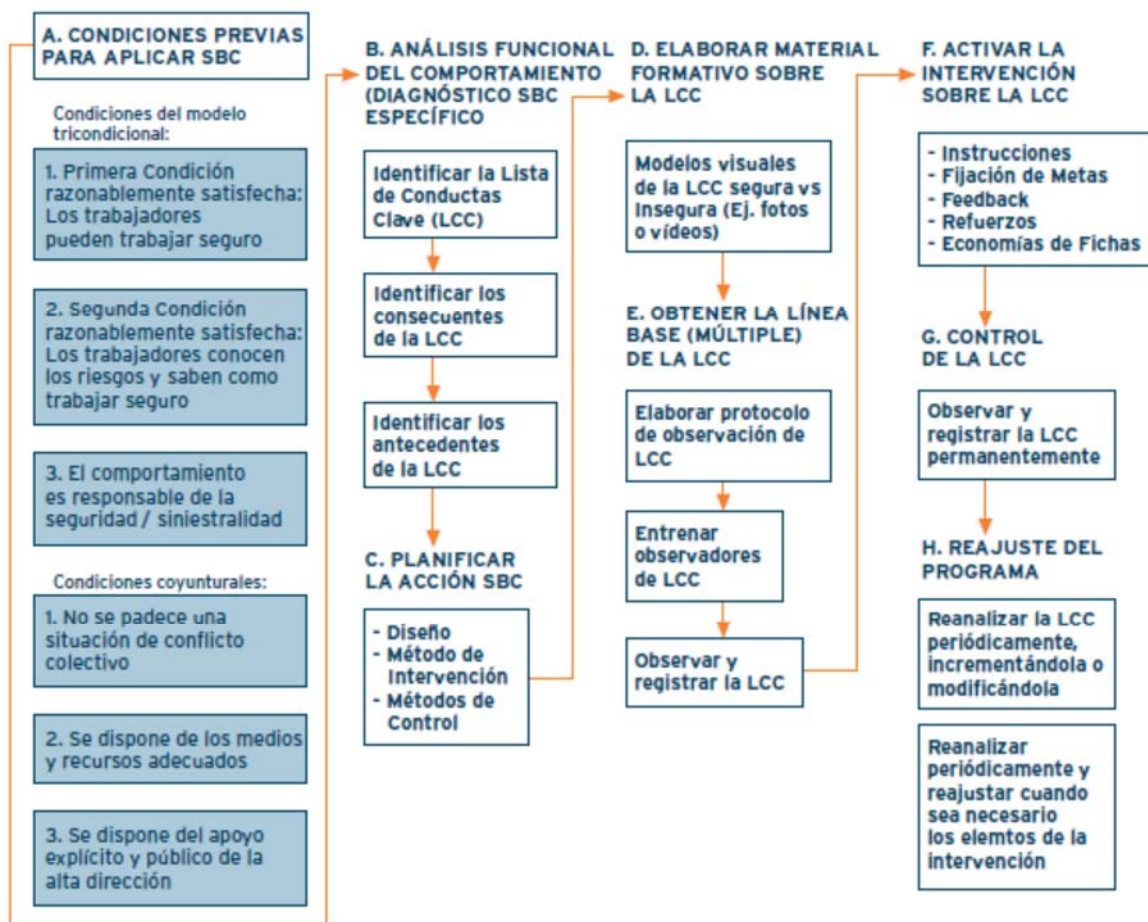 A. CONDICIONES PREVIAS
PARA APLICAR SBC
Condiciones del modelo
tricondicional:
1. Primera Condición
razonablemente satisfecha:
Los trabajadores
pueden trabajar seguro
2. Segunda Condición
razonablemente satisfecha:
Los trabajadores conocen
los riesgos y saben como
trabajar seguro
3. El comportamiento
es responsable de la
seguridad / siniestralidad
Condiciones coyunturales:
1. No se padece una
situación de conflicto
colectivo
2. Se dispone de los medios
y recursos adecuados
3. Se dispone del apoyo
explícito y público de la
alta dirección
B. ANÁLISIS FUNCIONAL
DEL COMPORTAMIENTO
(DIAGNÓSTICO SBC
ESPECÍFICO
Identificar la Lista
de Conductas
Clave (LCC)
Identificar los
consecuentes
de la LCC
Identificar los
antecedentes
de la LCC
C. PLANIFICAR
LA ACCIÓN SBC
- Diseño
- Método de
Intervención
- Métodos de
Control
D. ELABORAR MATERIAL
FORMATIVO SOBRE
LA LCC
Modelos visuales
de la LCC segura vs
Insegura (Ej. fotos
o vídeos)
E. OBTENER LA LÍNEA
BASE (MÚLTIPLE)
DE LA LCC
Elaborar protocolo
de observación de
LCC
Entrenar
observadores
de LCC
Observar y
registrar la LCC
F. ACTIVAR LA
INTERVENCIÓN
SOBRE LA LCC
- Instrucciones
- Fijación de Metas
- Feedback
- Refuerzos
- Economías de Fichas
G. CONTROL
DE LA LCC
Observar y
registrar la LCC
permanentemente
H. REAJUSTE DEL
PROGRAMA
Reanalizar la LCC
periódicamente,
incrementándola o
modificándola
Reanalizar
periódicamente y
reajustar cuando
sea necesario
los elemtos de la
intervención